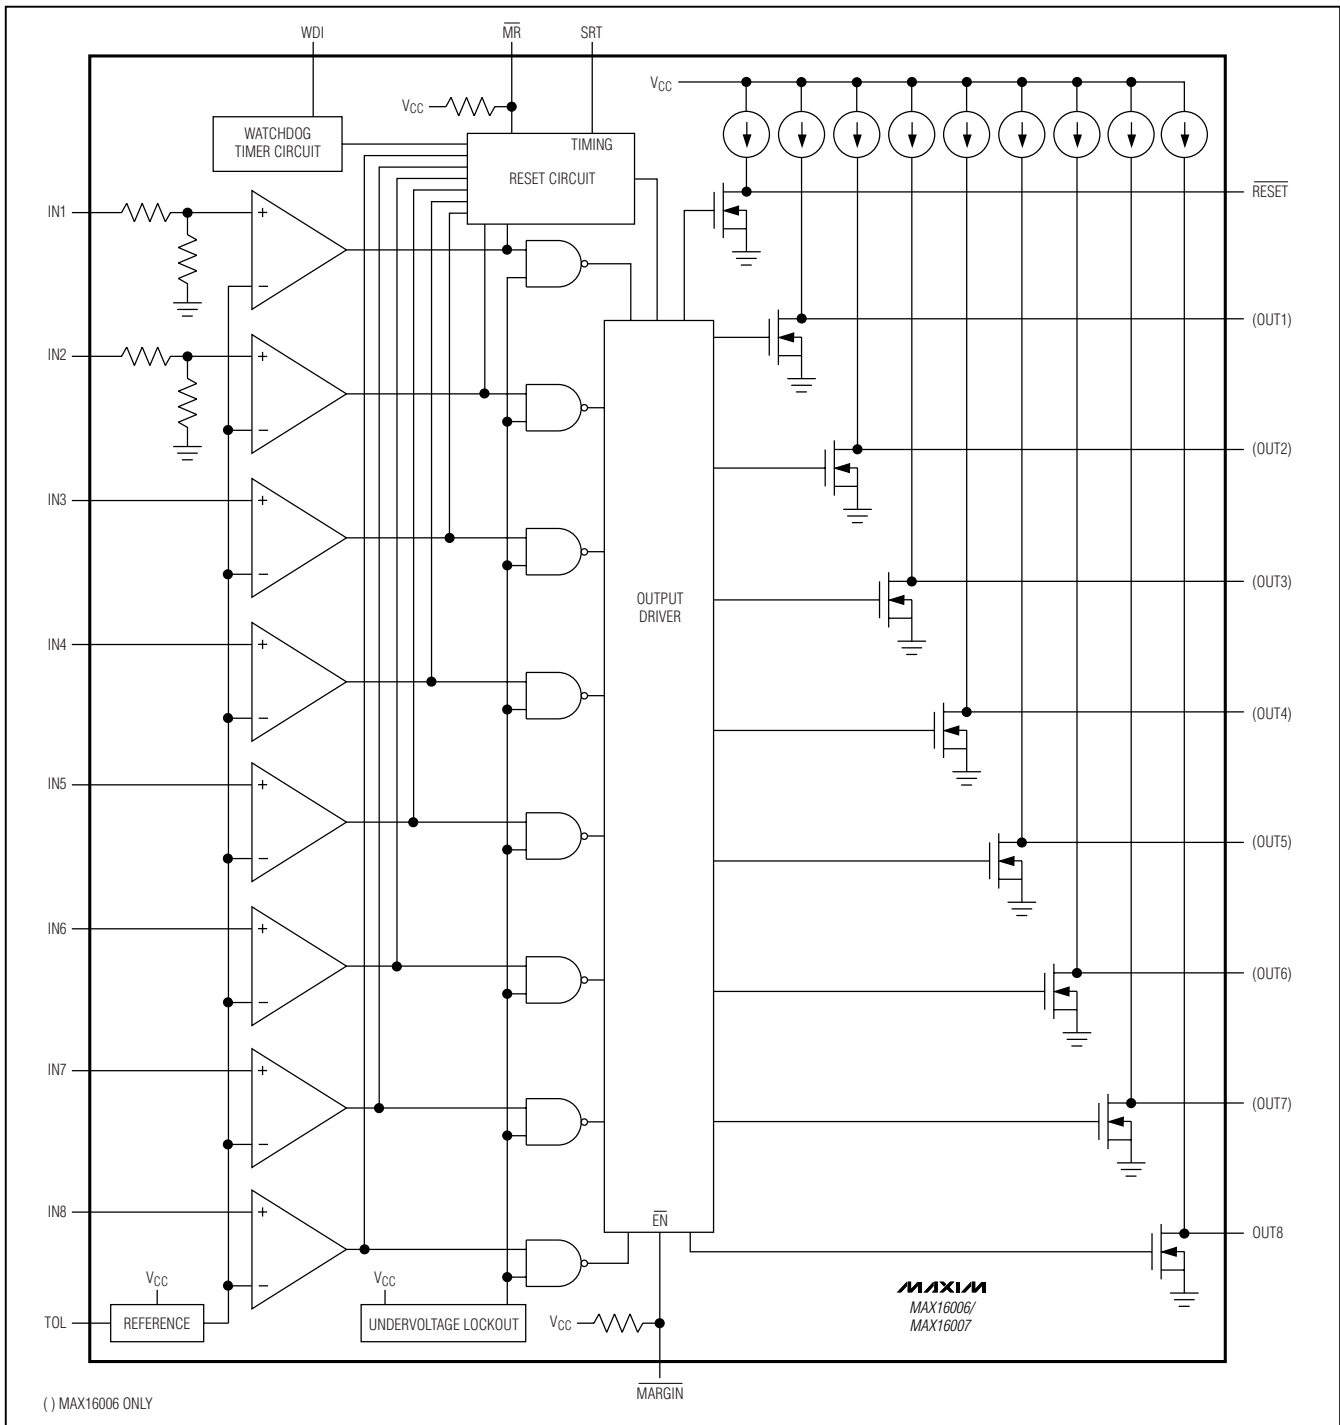 WDI
MR
SRT
VCC
VCC
WATCHDOG
TIMER CIRCUIT
TIMING
RESET CIRCUIT
RESET
IN1
+
−
(OUT1)
IN2
+
−
(OUT2)
IN3
+
−
(OUT3)
OUTPUT
DRIVER
IN4
+
−
(OUT4)
IN5
+
−
(OUT5)
IN6
+
−
(OUT6)
IN7
+
−
(OUT7)
IN8
+
−
EN
OUT8
VCC
VCC
TOL
REFERENCE
UNDERVOLTAGE LOCKOUT
VCC
MAXIM
MAX16006/
MAX16007
MARGIN
( ) MAX16006 ONLY